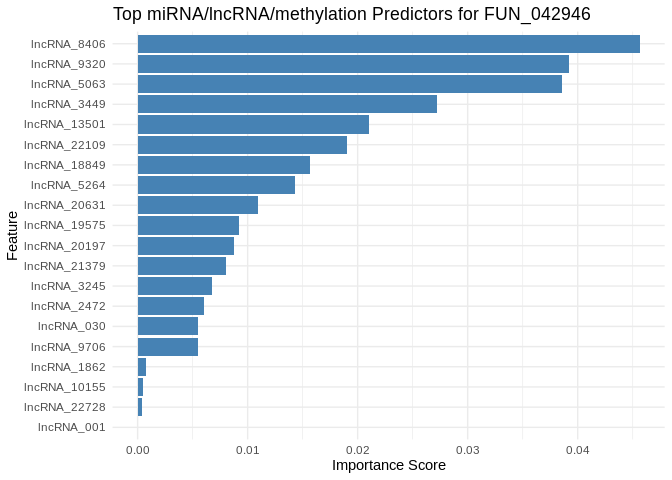 Top miRNA/lncRNA/methylation Predictors for FUN_042946
lncRNA_8406
lncRNA_9320
lncRNA_5063
lncRNA_3449
lncRNA_13501
lncRNA_22109
lncRNA_18849
lncRNA_5264
lncRNA_20631
lncRNA_19575
lncRNA_20197
lncRNA_21379
lncRNA_3245
lncRNA_2472
lncRNA_030
lncRNA_9706
lncRNA_1862
lncRNA_10155
lncRNA_22728
lncRNA_001
Feature
0.00 0.01 0.02 0.03 0.04
Importance Score